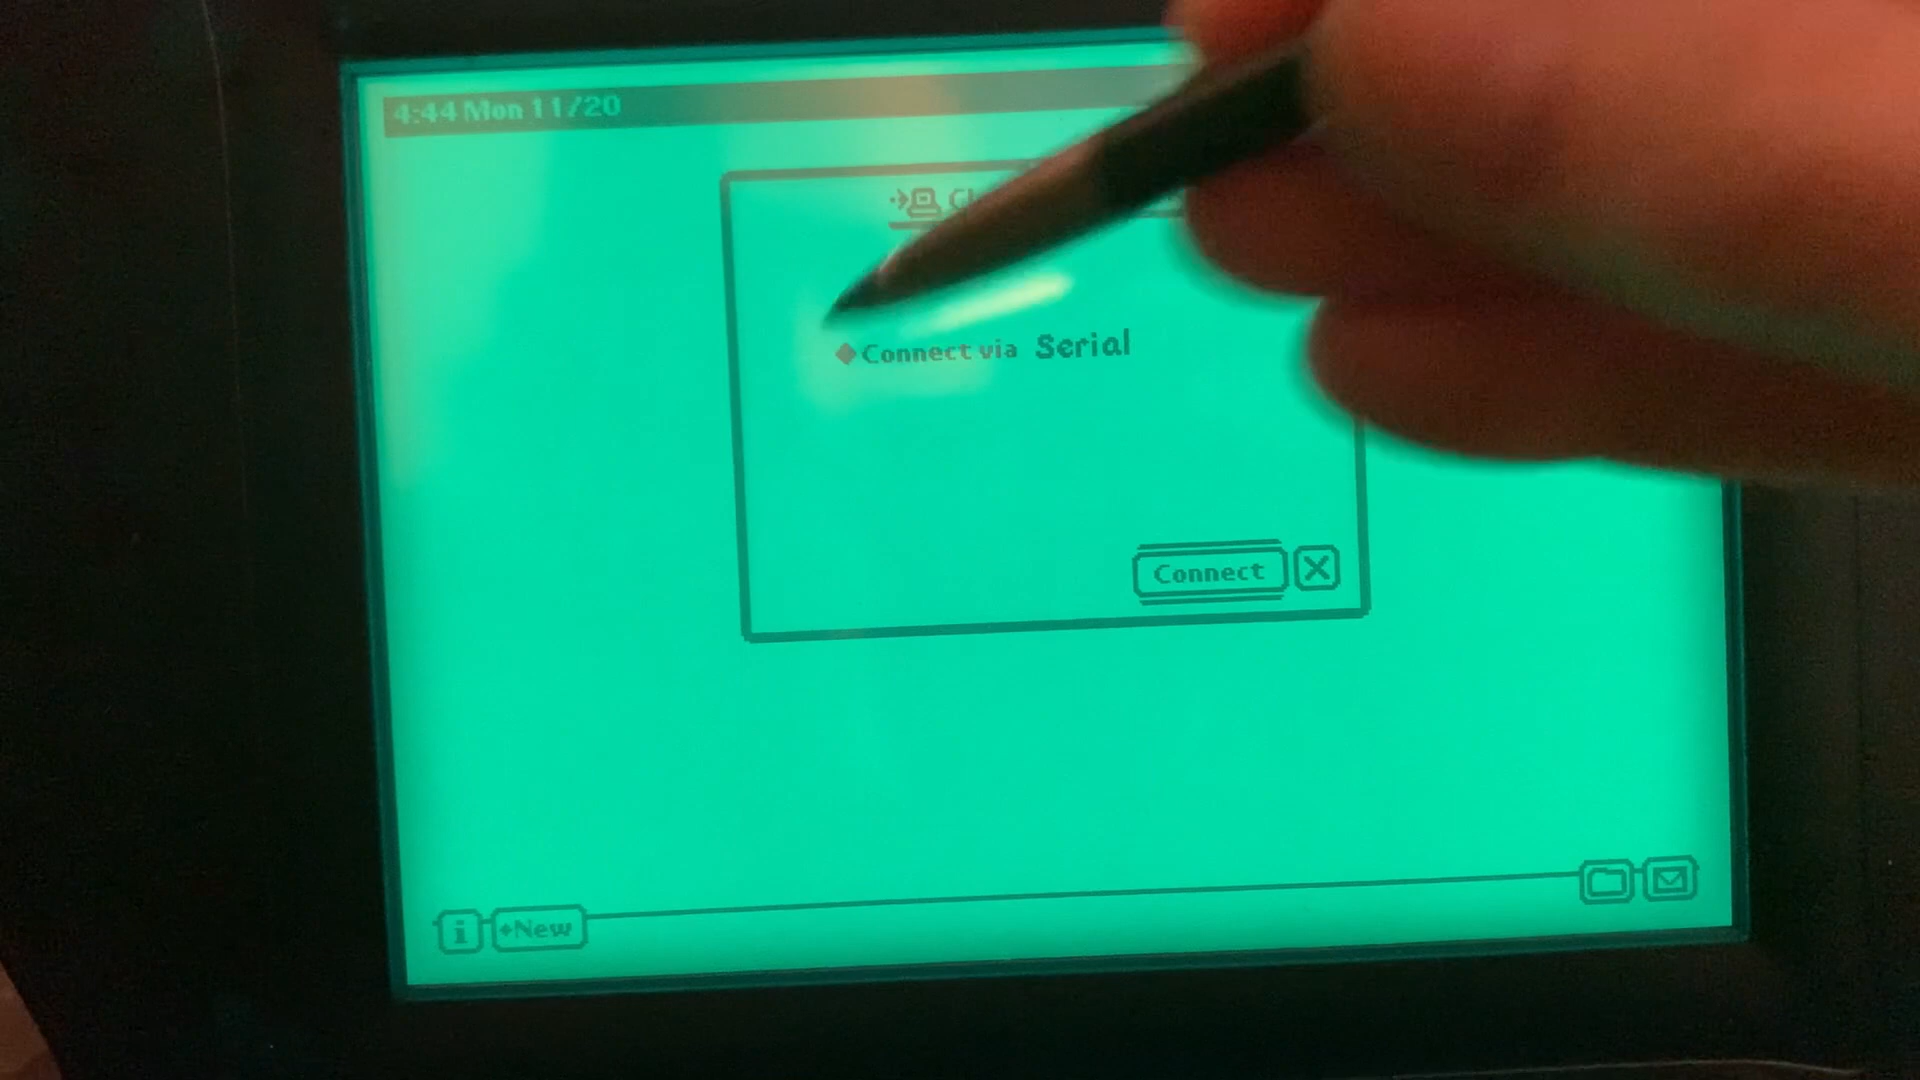 4:44 Mon 11/20
◆Connect via Serial
Connect
i
◆New